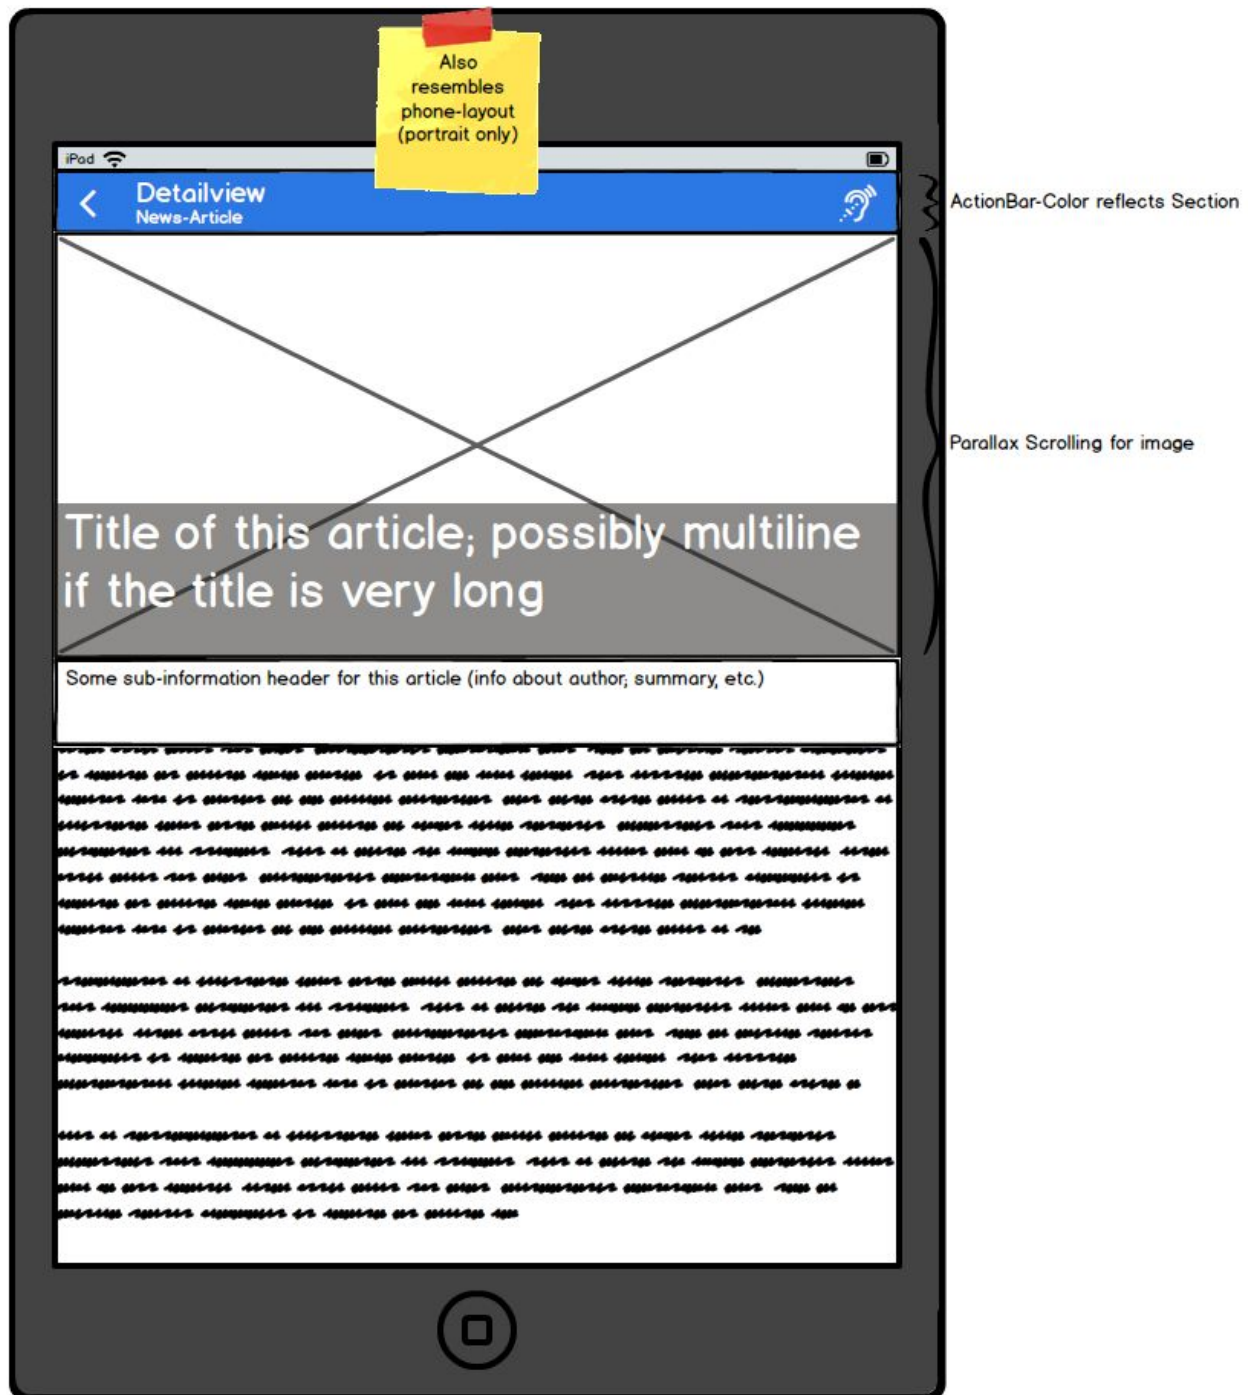 Also
resembles
phone-layout
(portrait only)
iPad
Detailview
News-Article
ActionBar-Color reflects Section
Parallax Scrolling for image
Title of this article; possibly multiline
if the title is very long
Some sub-information header for this article (info about author; summary, etc.)